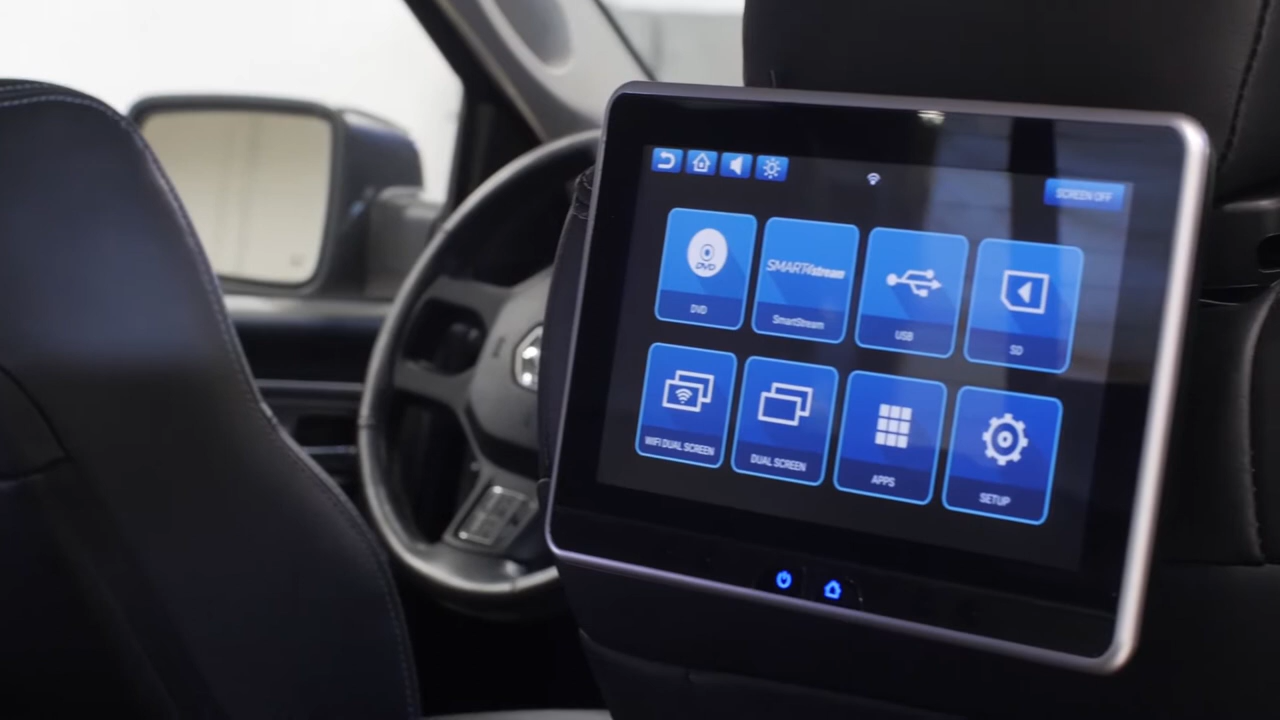 SCREEN OFF
DVD
DVD
SMARTstream
SmartStream
USB
SD
WIFI DUAL SCREEN
DUAL SCREEN
APPS
SETUP